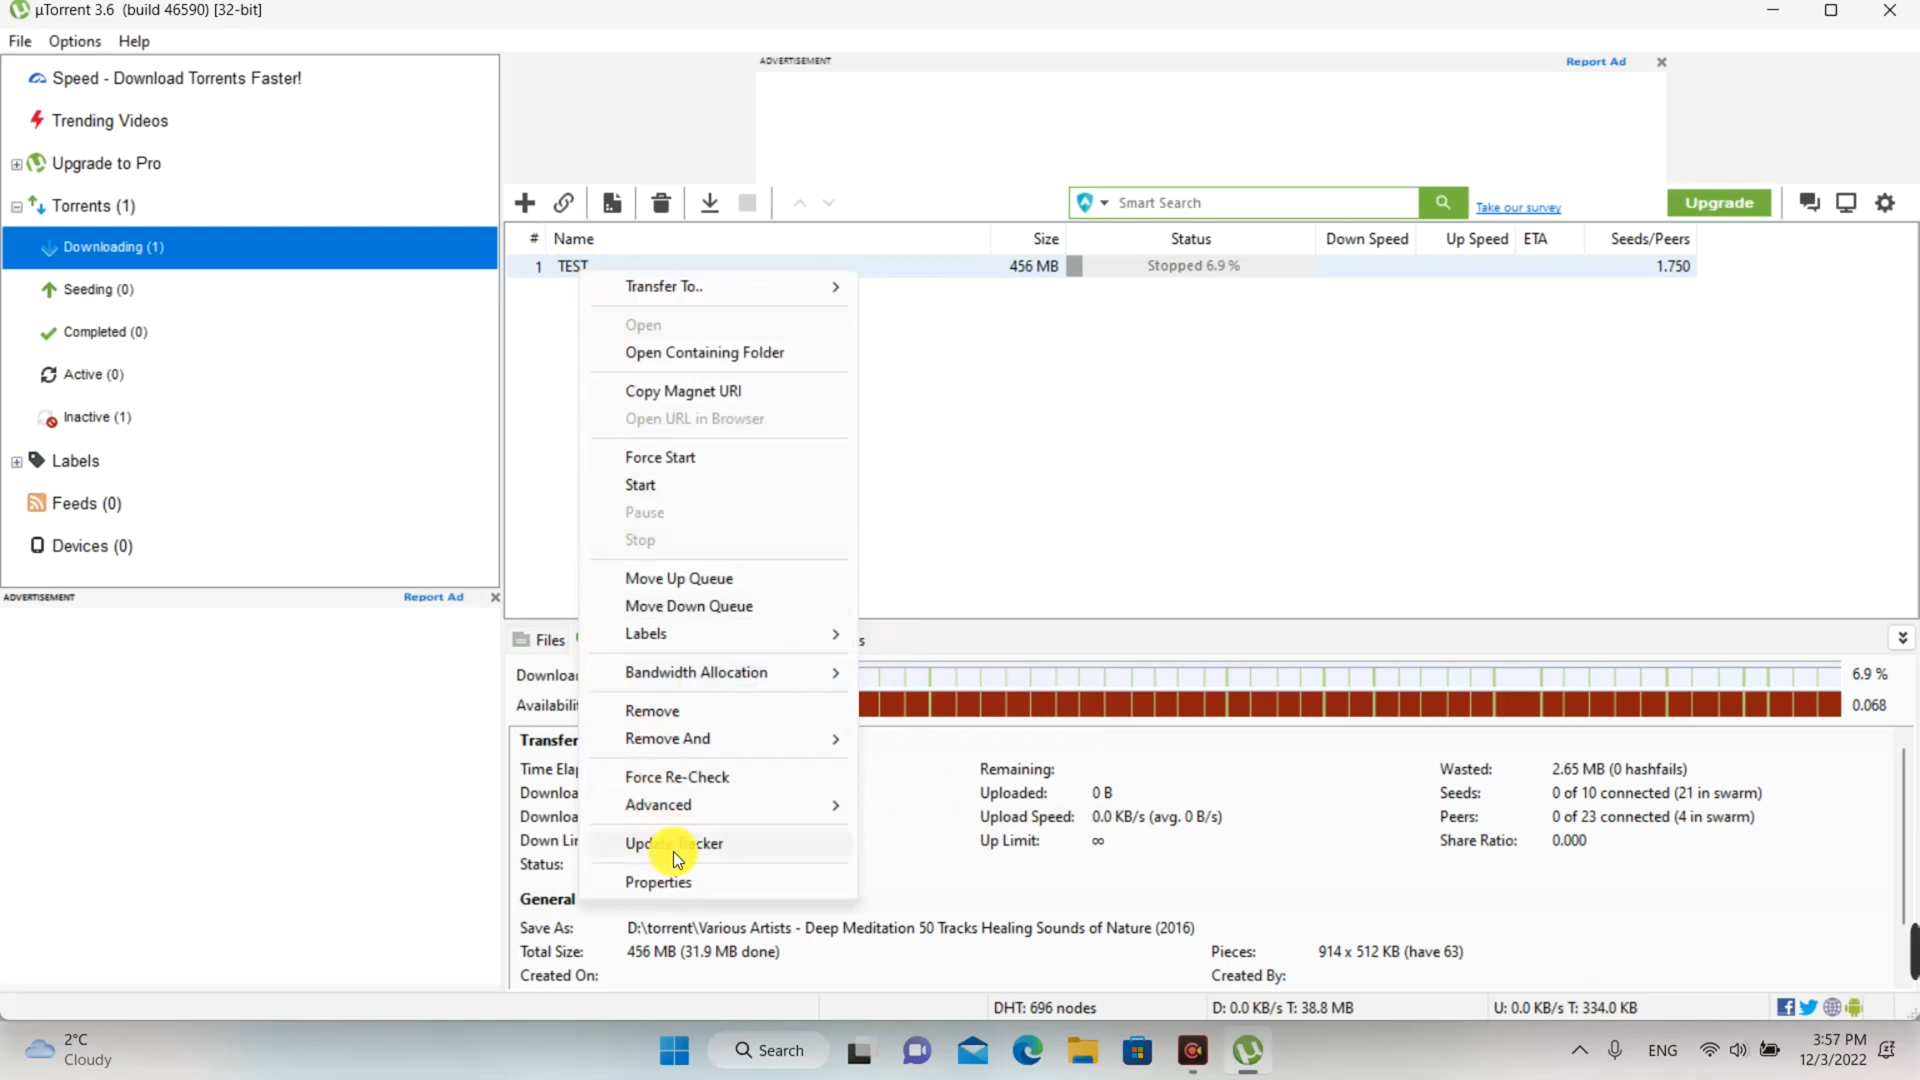 µTorrent 3.6 (build 46590) [32-bit]
File Options Help
Speed - Download Torrents Faster!
Trending Videos
Upgrade to Pro
Torrents (1)
Downloading (1)
Seeding (0)
Completed (0)
Active (0)
Inactive (1)
Labels
Feeds (0)
Devices (0)
ADVERTISEMENT Report Ad
ADVERTISEMENT Report Ad
Smart Search
Take our survey
Upgrade
# Name Size Status Down Speed Up Speed ETA Seeds/Peers
1 TEST 456 MB Stopped 6.9 % 1.750
Transfer To..
Open
Open Containing Folder
Copy Magnet URI
Open URL in Browser
Force Start
Start
Pause
Stop
Move Up Queue
Move Down Queue
Labels
Bandwidth Allocation
Remove
Remove And
Force Re-Check
Advanced
Update Tracker
Properties
Files
6.9 %
0.068
Transfer
Remaining: Wasted: 2.65 MB (0 hashfails)
Uploaded: 0 B Seeds: 0 of 10 connected (21 in swarm)
Upload Speed: 0.0 KB/s (avg. 0 B/s) Peers: 0 of 23 connected (4 in swarm)
Up Limit: ∞ Share Ratio: 0.000
Status:
General
Save As: D:\torrent\Various Artists - Deep Meditation 50 Tracks Healing Sounds of Nature (2016)
Total Size: 456 MB (31.9 MB done) Pieces: 914 x 512 KB (have 63)
Created On: Created By:
DHT: 696 nodes D: 0.0 KB/s T: 38.8 MB U: 0.0 KB/s T: 334.0 KB
2°C
Cloudy
Search
ENG
3:57 PM
12/3/2022